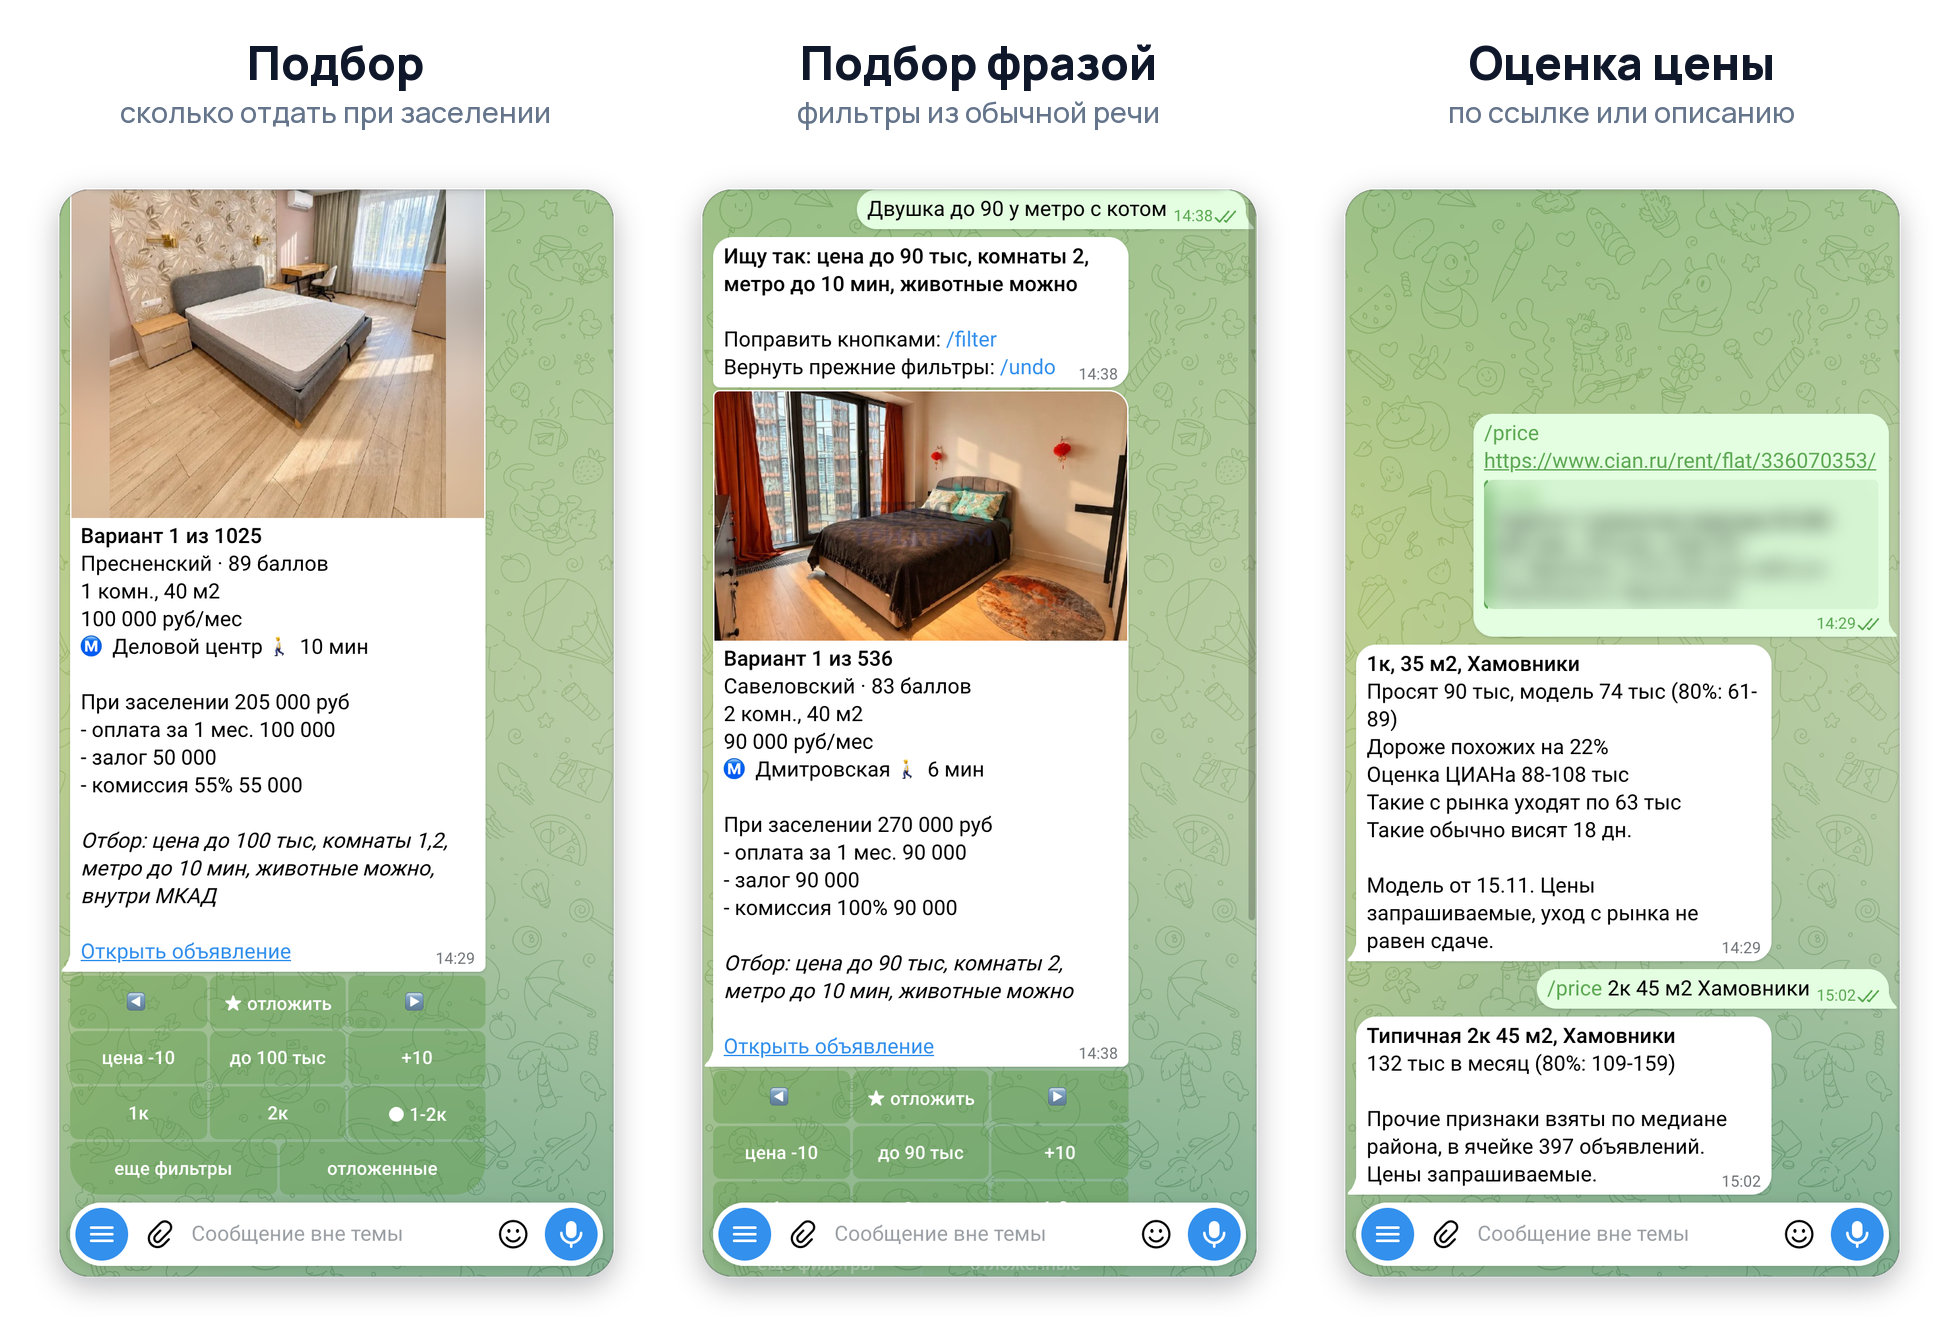 Подбор
сколько отдать при заселении
Вариант 1 из 1025
Пресненский · 89 баллов
1 комн., 40 м2
100 000 руб/мес
М Деловой центр 10 мин
При заселении 205 000 руб
- оплата за 1 мес. 100 000
- залог 50 000
- комиссия 55% 55 000
Отбор: цена до 100 тыс, комнаты 1,2,
метро до 10 мин, животные можно,
внутри МКАД
Открыть объявление 14:29
★ отложить
цена -10 до 100 тыс +10
1к 2к 1-2к
еще фильтры отложенные
Сообщение вне темы
Подбор фразой
фильтры из обычной речи
Двушка до 90 у метро с котом 14:38
Ищу так: цена до 90 тыс, комнаты 2,
метро до 10 мин, животные можно
Поправить кнопками: /filter
Вернуть прежние фильтры: /undo 14:38
Вариант 1 из 536
Савеловский · 83 баллов
2 комн., 40 м2
90 000 руб/мес
М Дмитровская 6 мин
При заселении 270 000 руб
- оплата за 1 мес. 90 000
- залог 90 000
- комиссия 100% 90 000
Отбор: цена до 90 тыс, комнаты 2,
метро до 10 мин, животные можно
Открыть объявление 14:38
★ отложить
цена -10 до 90 тыс +10
Сообщение вне темы
еще фильтры отложенные
Оценка цены
по ссылке или описанию
/price
https://www.cian.ru/rent/flat/336070353/
14:29
1к, 35 м2, Хамовники
Просят 90 тыс, модель 74 тыс (80%: 61-
89)
Дороже похожих на 22%
Оценка ЦИАНа 88-108 тыс
Такие с рынка уходят по 63 тыс
Такие обычно висят 18 дн.
Модель от 15.11. Цены
запрашиваемые, уход с рынка не
равен сдаче. 14:29
/price 2к 45 м2 Хамовники 15:02
Типичная 2к 45 м2, Хамовники
132 тыс в месяц (80%: 109-159)
Прочие признаки взяты по медиане
района, в ячейке 397 объявлений.
Цены запрашиваемые. 15:02
Сообщение вне темы